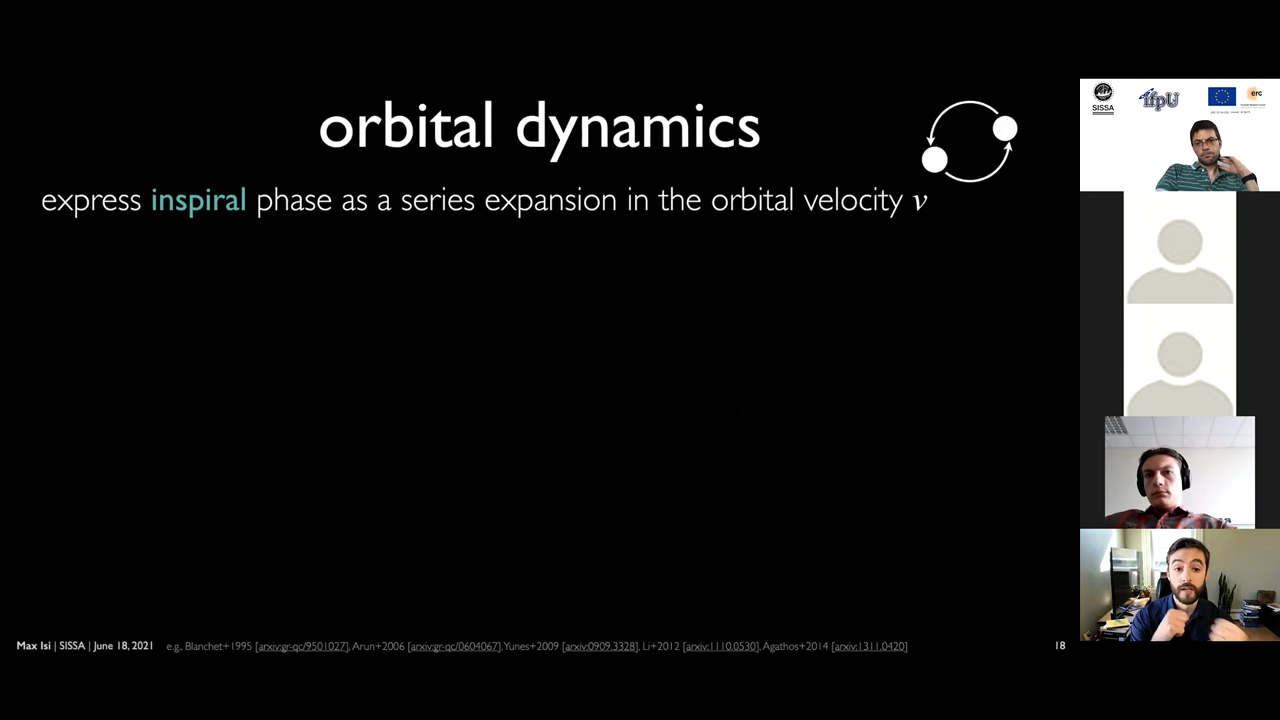 orbital dynamics
express inspiral phase as a series expansion in the orbital velocity v
SISSA
ifpU
erc
Max Isi | SISSA | June 18, 2021 e.g., Blanchet+1995 [arxiv:gr-qc/9501027], Arun+2006 [arxiv:gr-qc/0604067], Yunes+2009 [arxiv:0909.3328], Li+2012 [arxiv:1110.0530], Agathos+2014 [arxiv:1311.0420]
18